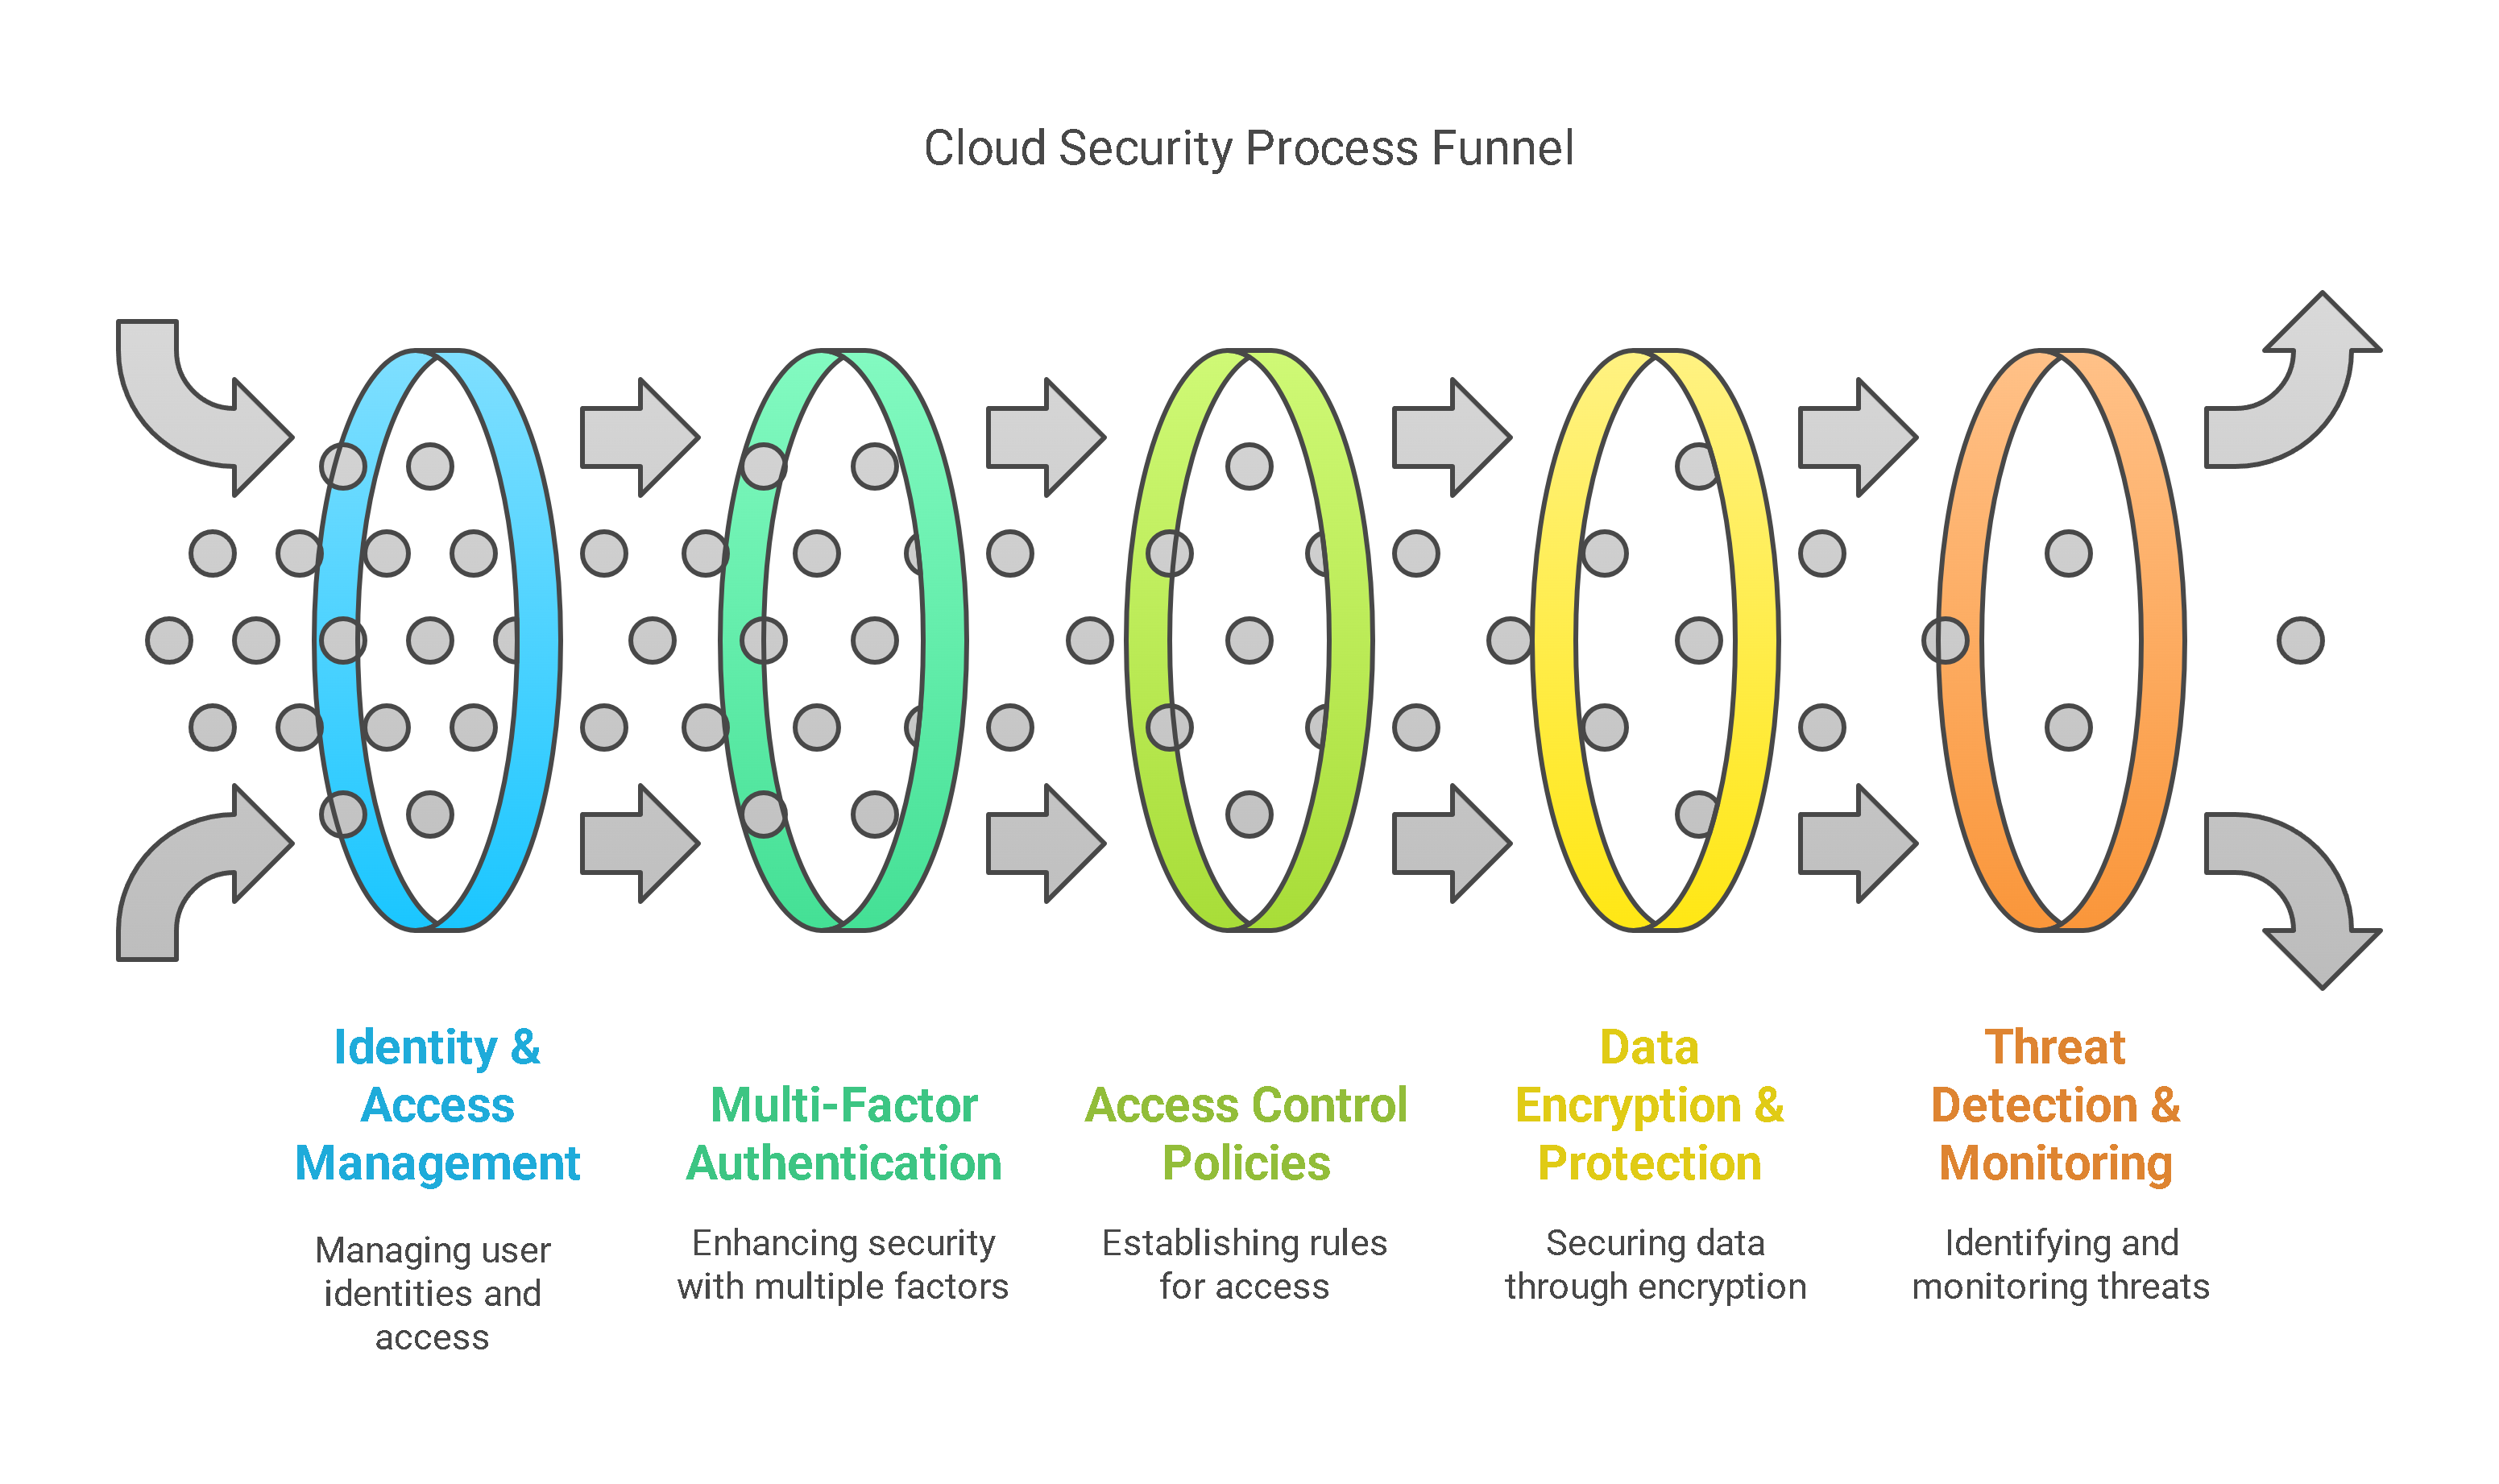 Cloud Security Process Funnel
Identity &
Access
Management
Managing user
identities and
access
Multi-Factor
Authentication
Enhancing security
with multiple factors
Access Control
Policies
Establishing rules
for access
Data
Encryption &
Protection
Securing data
through encryption
Threat
Detection &
Monitoring
Identifying and
monitoring threats